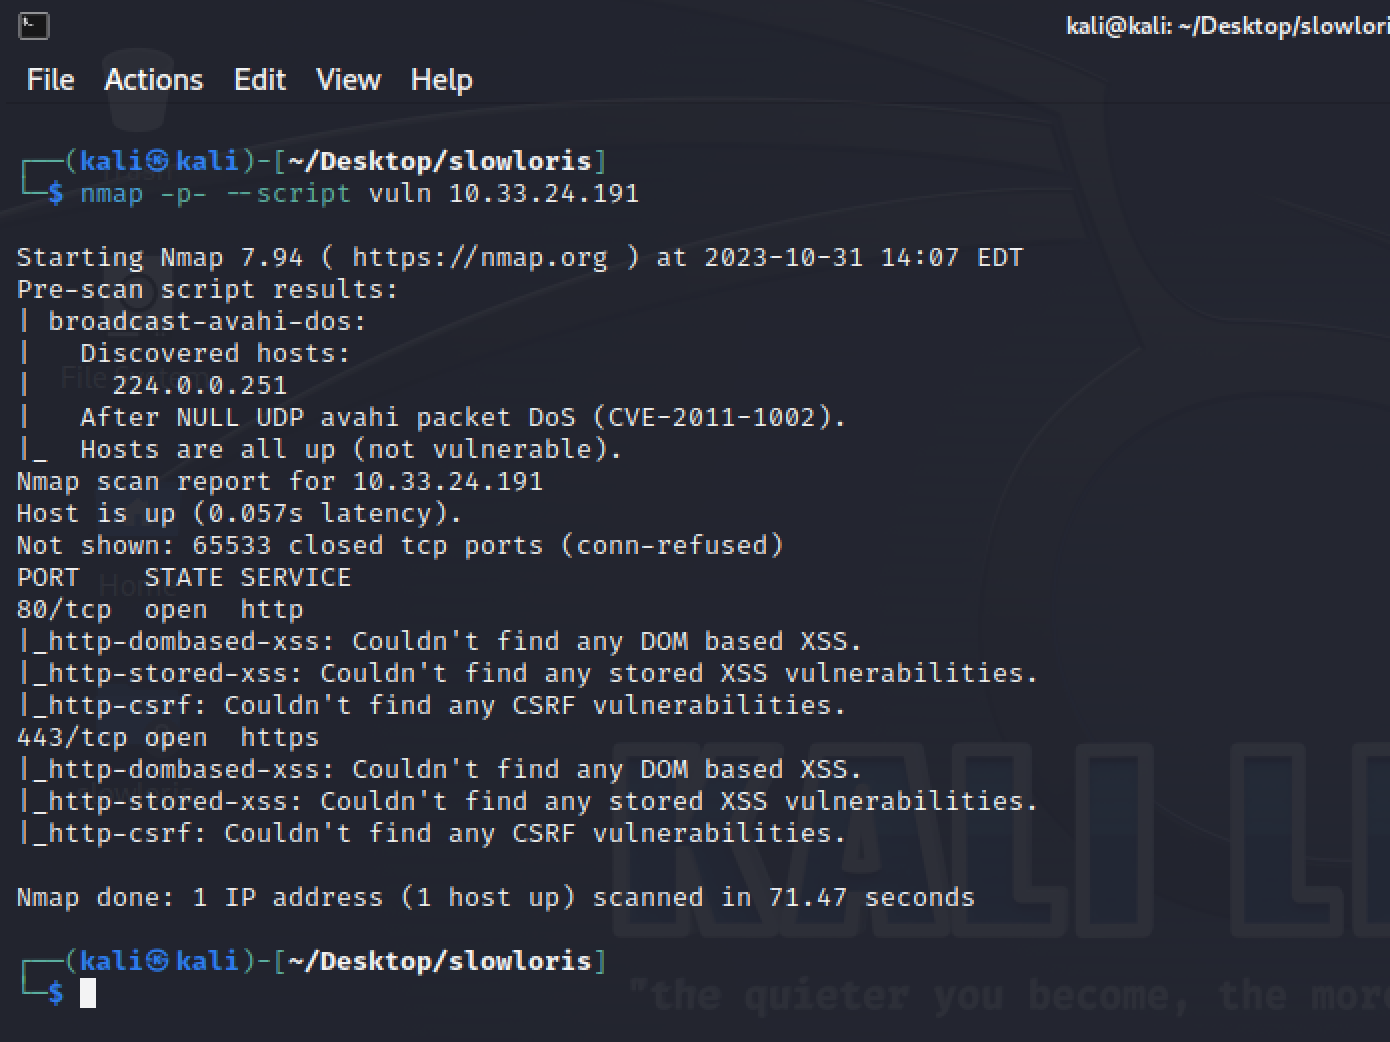 kali@kali: ~/Desktop/slowlori
File Actions Edit View Help
┌──(kali㉿kali)-[~/Desktop/slowloris]
└─$ nmap -p- --script vuln 10.33.24.191
Starting Nmap 7.94 ( https://nmap.org ) at 2023-10-31 14:07 EDT
Pre-scan script results:
| broadcast-avahi-dos:
|   Discovered hosts:
|     224.0.0.251
|   After NULL UDP avahi packet DoS (CVE-2011-1002).
|_  Hosts are all up (not vulnerable).
Nmap scan report for 10.33.24.191
Host is up (0.057s latency).
Not shown: 65533 closed tcp ports (conn-refused)
PORT    STATE SERVICE
80/tcp  open  http
|_http-dombased-xss: Couldn't find any DOM based XSS.
|_http-stored-xss: Couldn't find any stored XSS vulnerabilities.
|_http-csrf: Couldn't find any CSRF vulnerabilities.
443/tcp open  https
|_http-dombased-xss: Couldn't find any DOM based XSS.
|_http-stored-xss: Couldn't find any stored XSS vulnerabilities.
|_http-csrf: Couldn't find any CSRF vulnerabilities.
Nmap done: 1 IP address (1 host up) scanned in 71.47 seconds
┌──(kali㉿kali)-[~/Desktop/slowloris]
└─$
File System
Home
slowloris
KALI LI
"the quieter you become, the more